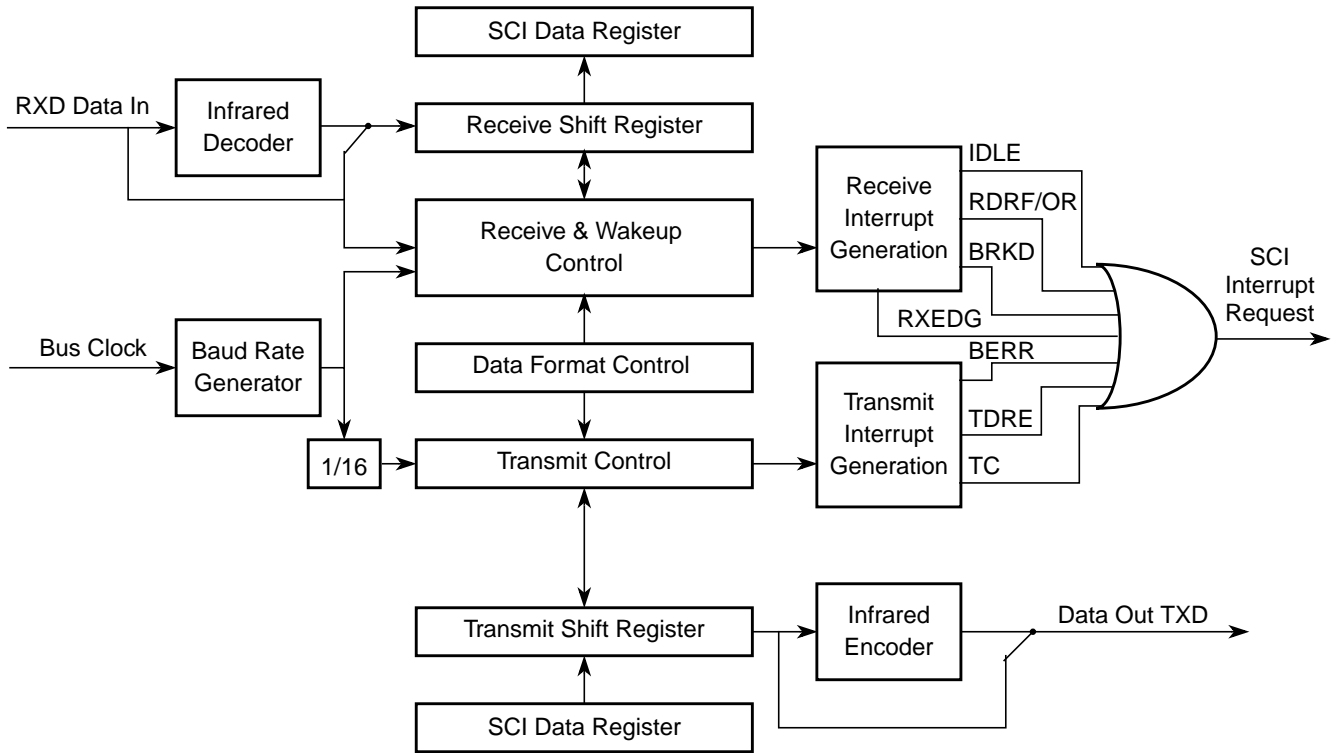 SCI Data Register
RXD Data In
Infrared
Decoder
Receive Shift Register
IDLE
Receive
Interrupt
Generation
RDRF/OR
BRKD
Receive & Wakeup
Control
SCI
Interrupt
Request
RXEDG
Bus Clock
Baud Rate
Generator
Data Format Control
BERR
Transmit
Interrupt
Generation
TDRE
TC
1/16
Transmit Control
Transmit Shift Register
Infrared
Encoder
Data Out TXD
SCI Data Register